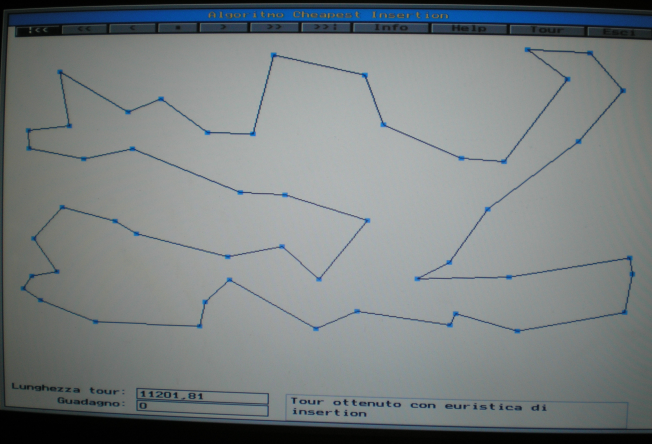 Algoritmo Cheapest Insertion
!<< << < * > >> >>! Info Help Tour Esci
Lunghezza tour: 11201,81
Guadagno: 0
Tour ottenuto con euristica di
insertion